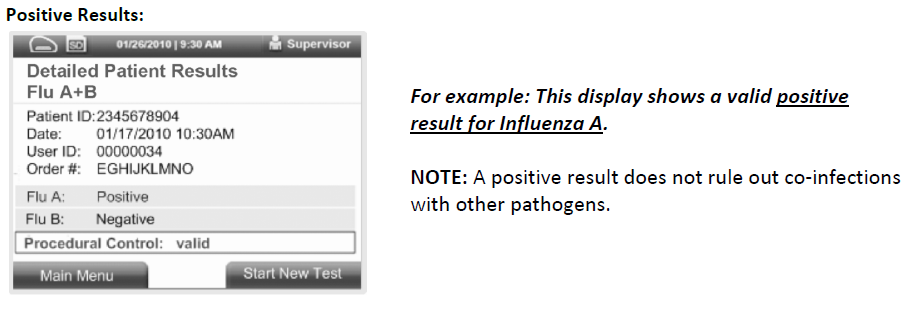 Positive Results:
SD 01/26/2010 | 9:30 AM Supervisor
Detailed Patient Results
Flu A+B
Patient ID:2345678904
Date: 01/17/2010 10:30AM
User ID: 00000034
Order #: EGHIJKLMNO
Flu A: Positive
Flu B: Negative
Procedural Control: valid
Main Menu Start New Test
For example: This display shows a valid positive
result for Influenza A.
NOTE: A positive result does not rule out co-infections
with other pathogens.